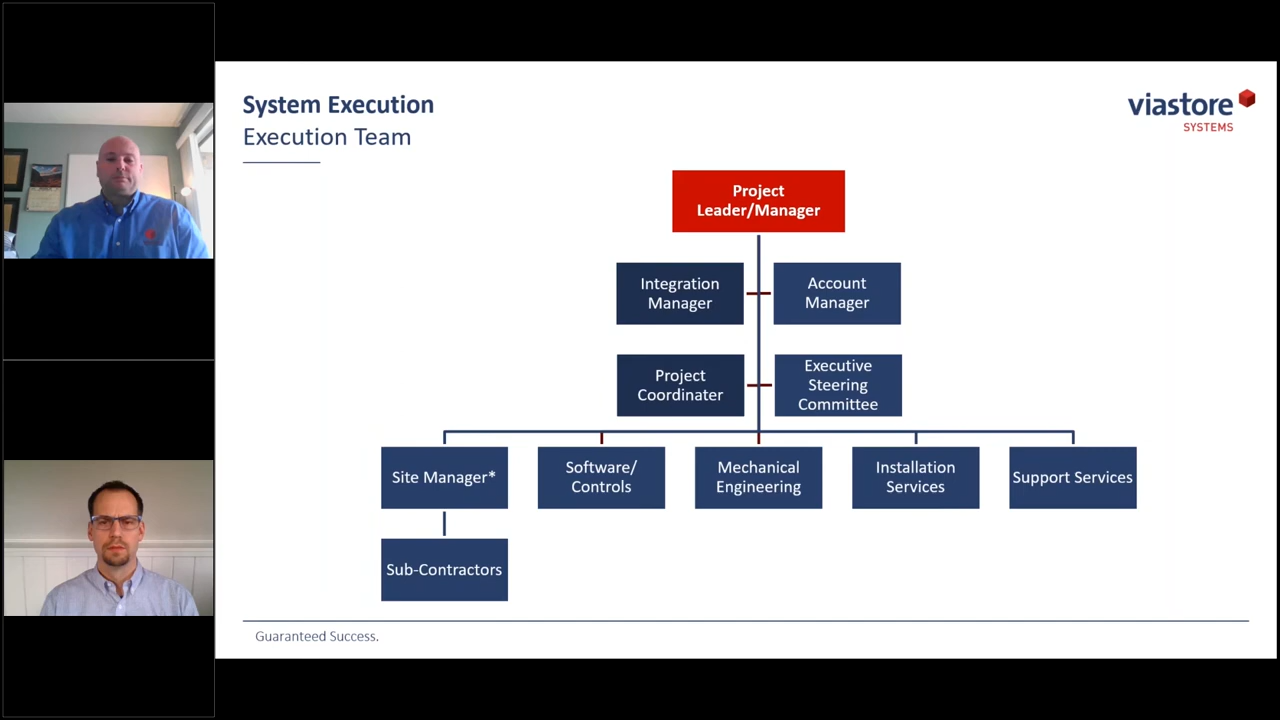 System Execution
Execution Team
viastore
SYSTEMS
Project
Leader/Manager
Integration
Manager
Account
Manager
Project
Coordinater
Executive
Steering
Committee
Site Manager*
Software/
Controls
Mechanical
Engineering
Installation
Services
Support Services
Sub-Contractors
Guaranteed Success.